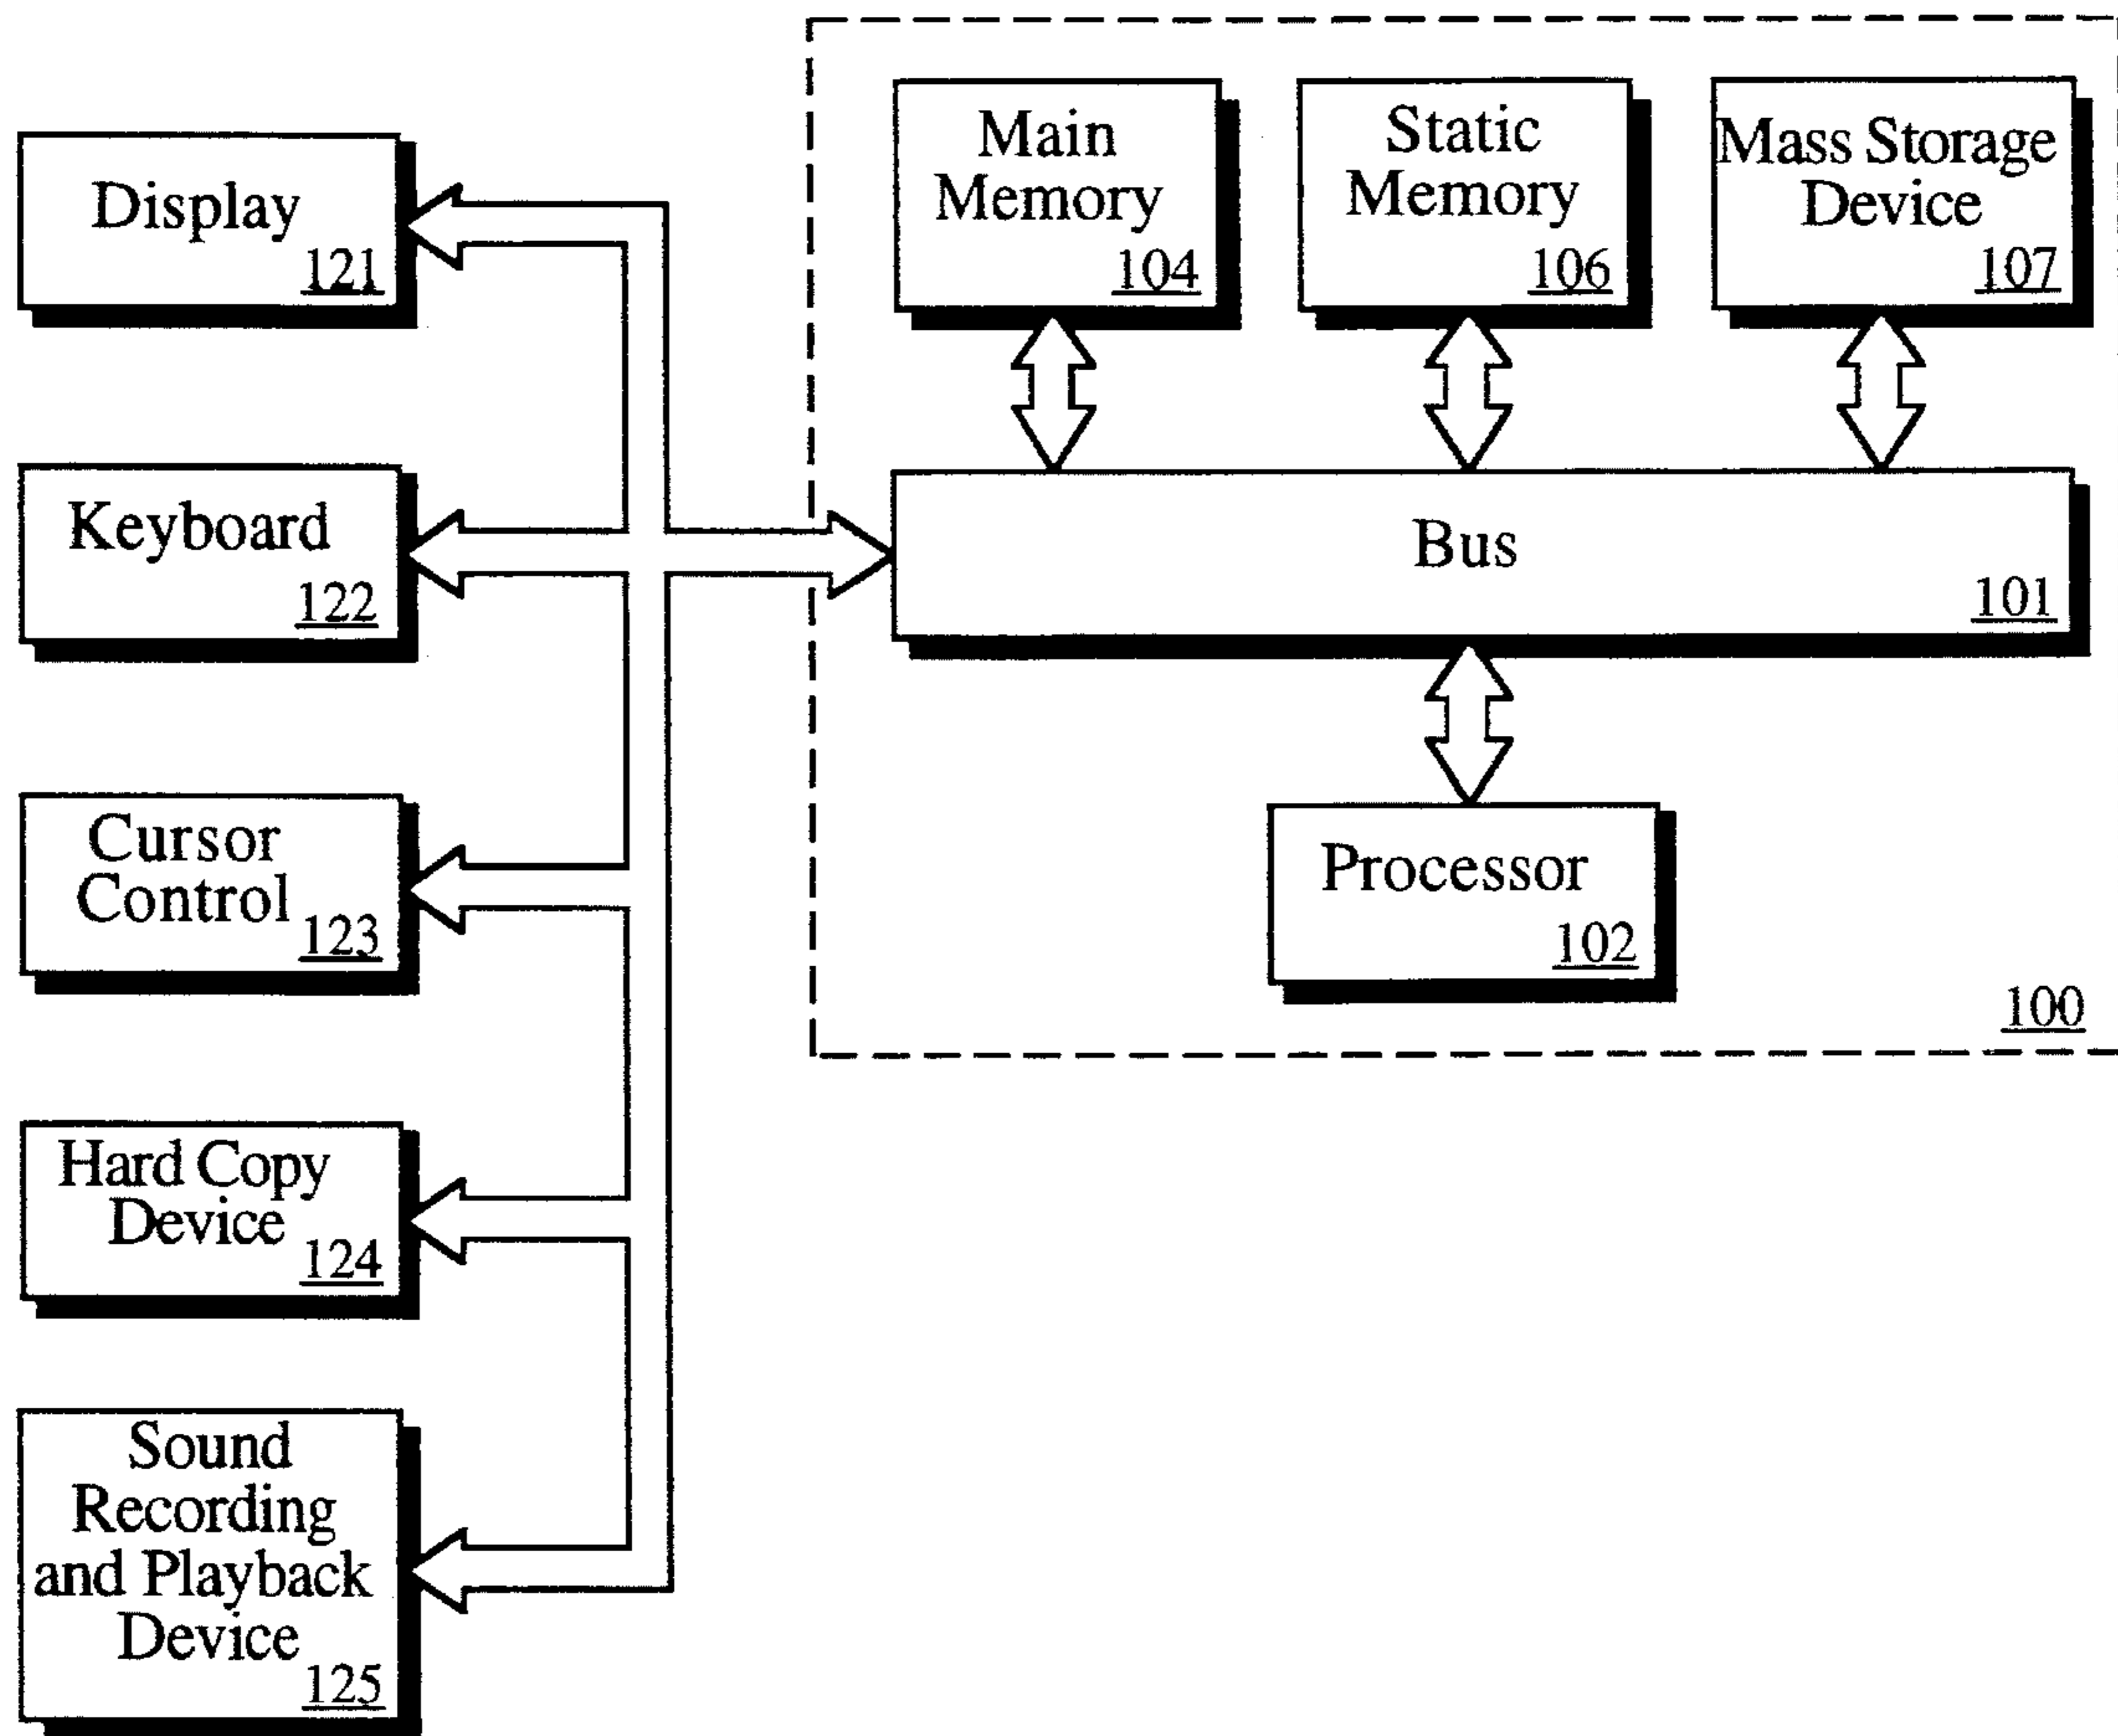 Display
121
Keyboard
122
Cursor
Control
123
Hard Copy
Device
124
Sound
Recording
and Playback
Device
125
Main
Memory
104
Static
Memory
106
Mass Storage
Device
107
Bus
101
Processor
102
100